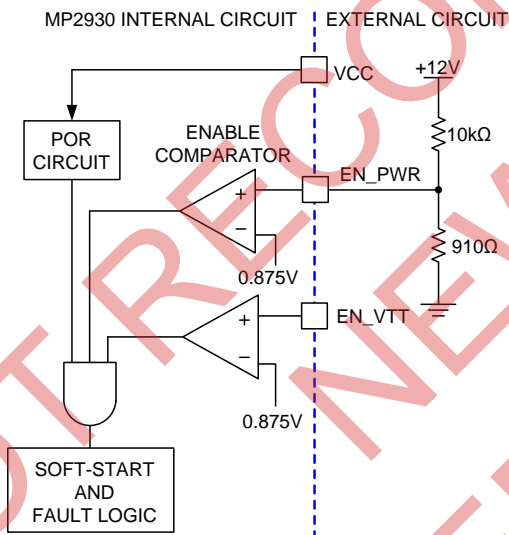 MP2930 INTERNAL CIRCUIT
EXTERNAL CIRCUIT
VCC
+12V
POR
CIRCUIT
ENABLE
COMPARATOR
10kΩ
EN_PWR
+
−
910Ω
0.875V
EN_VTT
+
−
0.875V
SOFT-START
AND
FAULT LOGIC